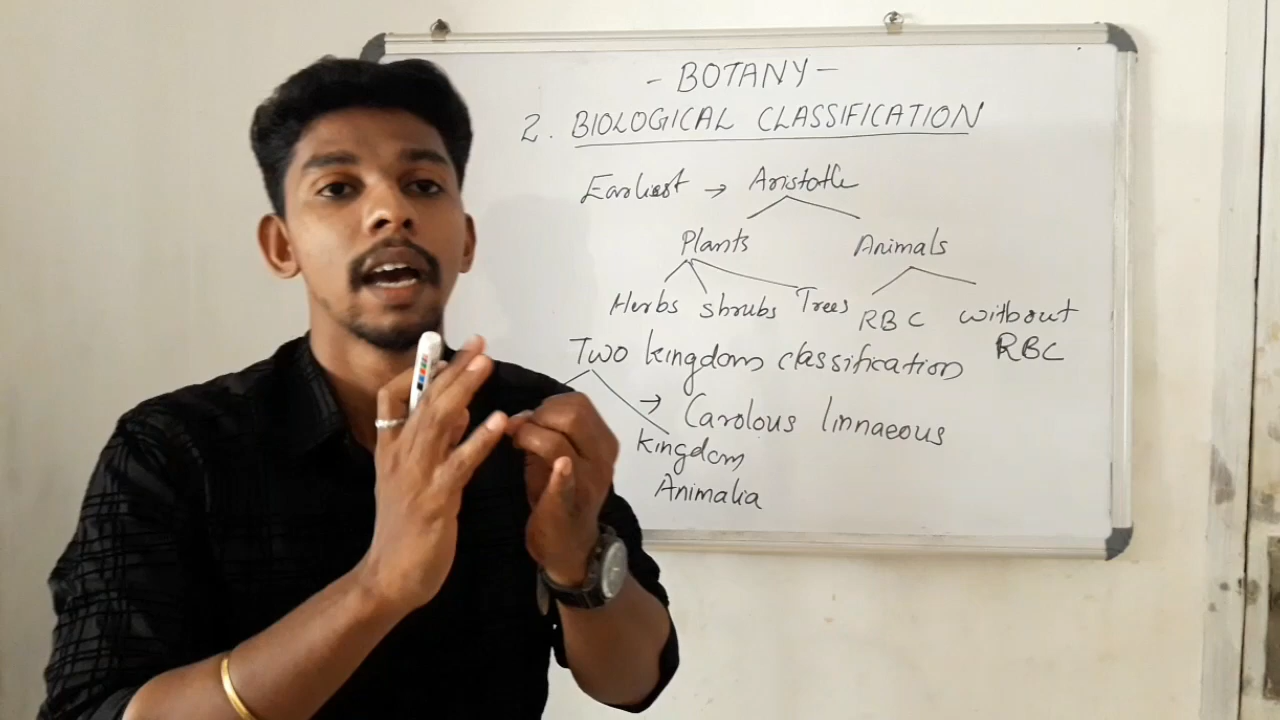 - BOTANY -
2. BIOLOGICAL CLASSIFICATION
Earliest → Aristotle
Plants Animals
Herbs shrubs Trees RBC without RBC
Two kingdom classification
→ Carolous linnaeous
kingdom
Animalia